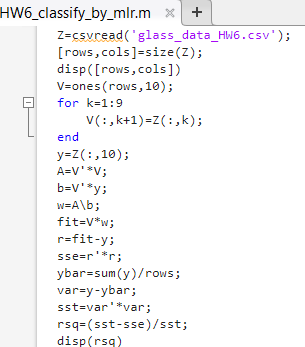 HW6_classify_by_mlr.m × +
Z=csvread('glass_data_HW6.csv');
[rows,cols]=size(Z);
disp([rows,cols])
V=ones(rows,10);
for k=1:9
V(:,k+1)=Z(:,k);
end
y=Z(:,10);
A=V'*V;
b=V'*y;
w=A\b;
fit=V*w;
r=fit-y;
sse=r'*r;
ybar=sum(y)/rows;
var=y-ybar;
sst=var'*var;
rsq=(sst-sse)/sst;
disp(rsq)